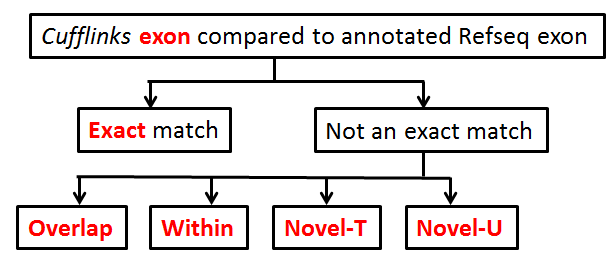 Cufflinks exon compared to annotated Refseq exon
Exact match
Not an exact match
Overlap
Within
Novel-T
Novel-U